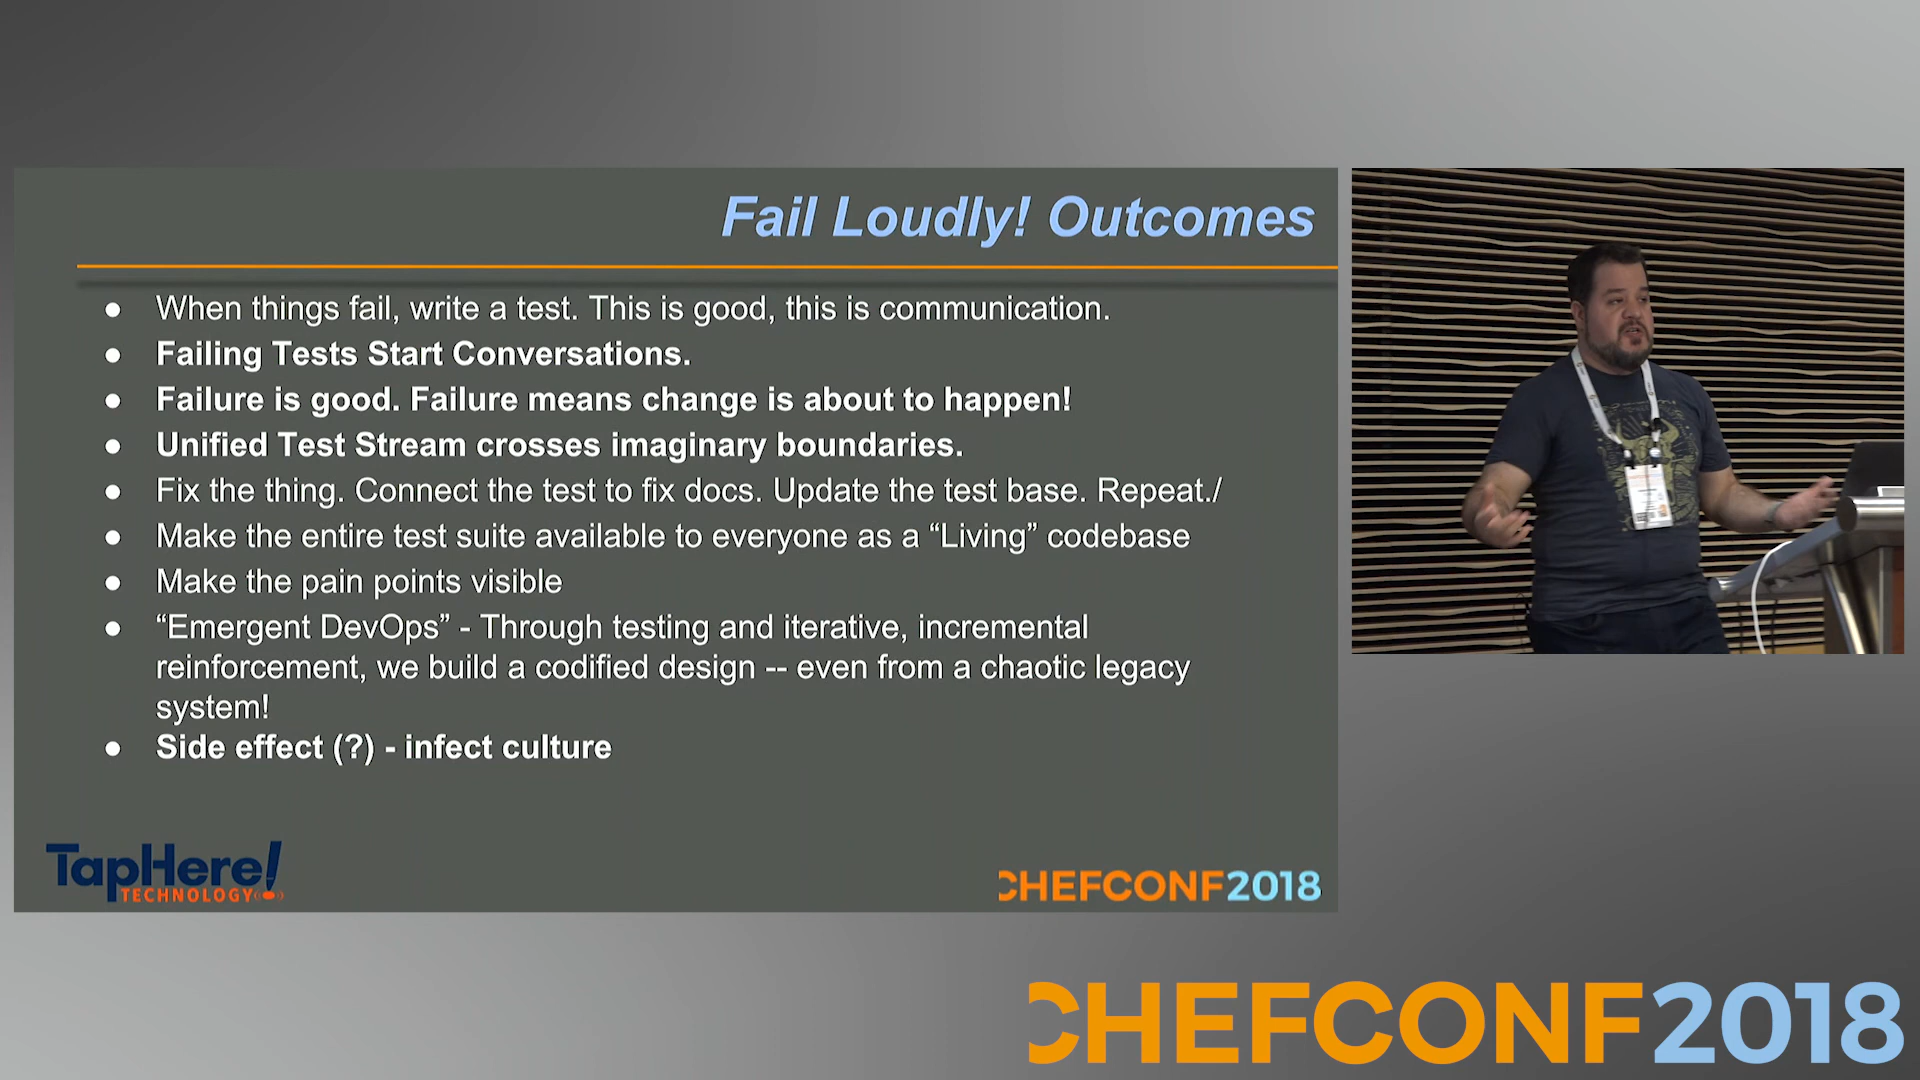 Fail Loudly! Outcomes
● When things fail, write a test. This is good, this is communication.
● Failing Tests Start Conversations.
● Failure is good. Failure means change is about to happen!
● Unified Test Stream crosses imaginary boundaries.
● Fix the thing. Connect the test to fix docs. Update the test base. Repeat./
● Make the entire test suite available to everyone as a “Living” codebase
● Make the pain points visible
● “Emergent DevOps” - Through testing and iterative, incremental
reinforcement, we build a codified design -- even from a chaotic legacy
system!
● Side effect (?) - infect culture
TapHere!
TECHNOLOGY
CHEFCONF2018
CHEFCONF2018